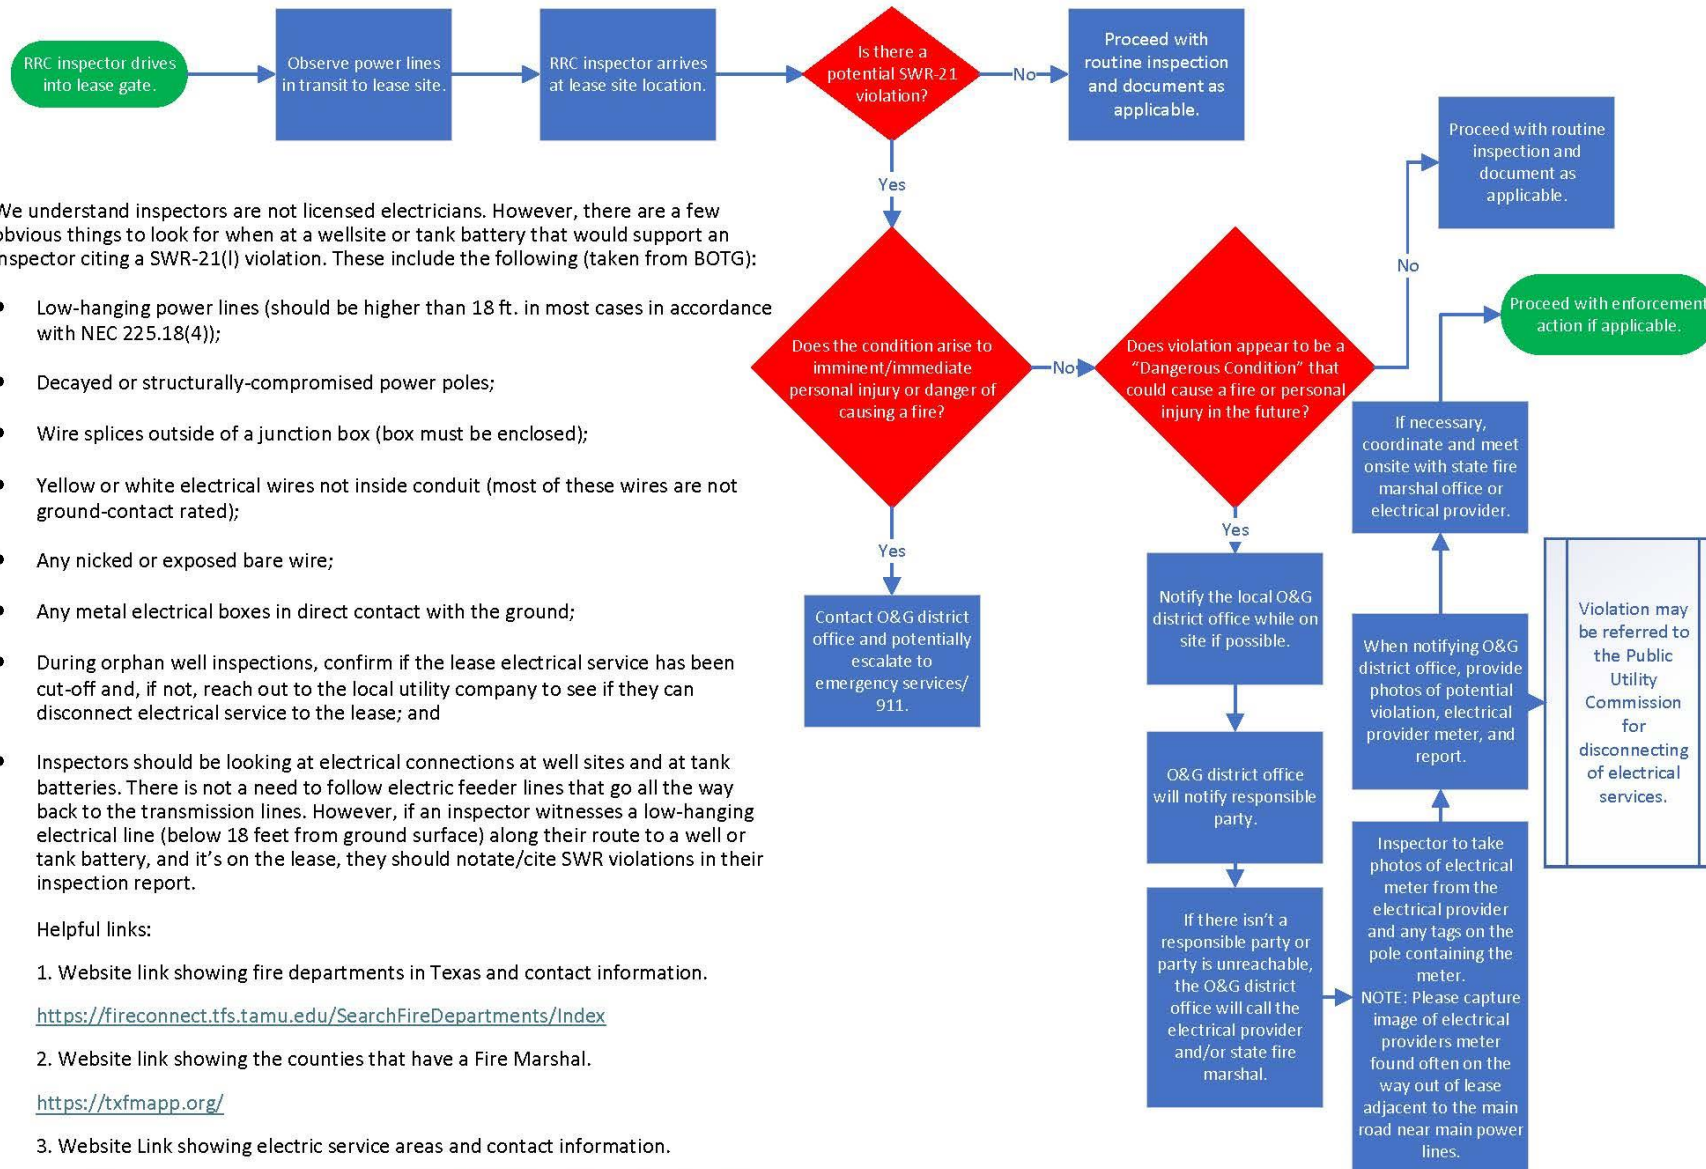 RRC inspector drives
into lease gate.
Observe power lines
in transit to lease site.
RRC inspector arrives
at lease site location.
Is there a
potential SWR-21
violation?
No
Proceed with
routine inspection
and document as
applicable.
Yes
Does the condition arise to
imminent/immediate
personal injury or danger of
causing a fire?
No
Does violation appear to be a
“Dangerous Condition” that
could cause a fire or personal
injury in the future?
No
Proceed with routine
inspection and
document as
applicable.
Yes
Contact O&G district
office and potentially
escalate to
emergency services/
911.
Yes
Notify the local O&G
district office while on
site if possible.
O&G district office
will notify responsible
party.
If there isn’t a
responsible party or
party is unreachable,
the O&G district
office will call the
electrical provider
and/or state fire
marshal.
Inspector to take
photos of electrical
meter from the
electrical provider
and any tags on the
pole containing the
meter.
NOTE: Please capture
image of electrical
providers meter
found often on the
way out of lease
adjacent to the main
road near main power
lines.
When notifying O&G
district office, provide
photos of potential
violation, electrical
provider meter, and
report.
Violation may
be referred to
the Public
Utility
Commission
for
disconnecting
of electrical
services.
If necessary,
coordinate and meet
onsite with state fire
marshal office or
electrical provider.
Proceed with enforcement
action if applicable.
We understand inspectors are not licensed electricians. However, there are a few
obvious things to look for when at a wellsite or tank battery that would support an
inspector citing a SWR-21(l) violation. These include the following (taken from BOTG):
• Low-hanging power lines (should be higher than 18 ft. in most cases in accordance
with NEC 225.18(4));
• Decayed or structurally-compromised power poles;
• Wire splices outside of a junction box (box must be enclosed);
• Yellow or white electrical wires not inside conduit (most of these wires are not
ground-contact rated);
• Any nicked or exposed bare wire;
• Any metal electrical boxes in direct contact with the ground;
• During orphan well inspections, confirm if the lease electrical service has been
cut-off and, if not, reach out to the local utility company to see if they can
disconnect electrical service to the lease; and
• Inspectors should be looking at electrical connections at well sites and at tank
batteries. There is not a need to follow electric feeder lines that go all the way
back to the transmission lines. However, if an inspector witnesses a low-hanging
electrical line (below 18 feet from ground surface) along their route to a well or
tank battery, and it’s on the lease, they should notate/cite SWR violations in their
inspection report.
Helpful links:
1. Website link showing fire departments in Texas and contact information.
https://fireconnect.tfs.tamu.edu/SearchFireDepartments/Index
2. Website link showing the counties that have a Fire Marshal.
https://txfmapp.org/
3. Website Link showing electric service areas and contact information.